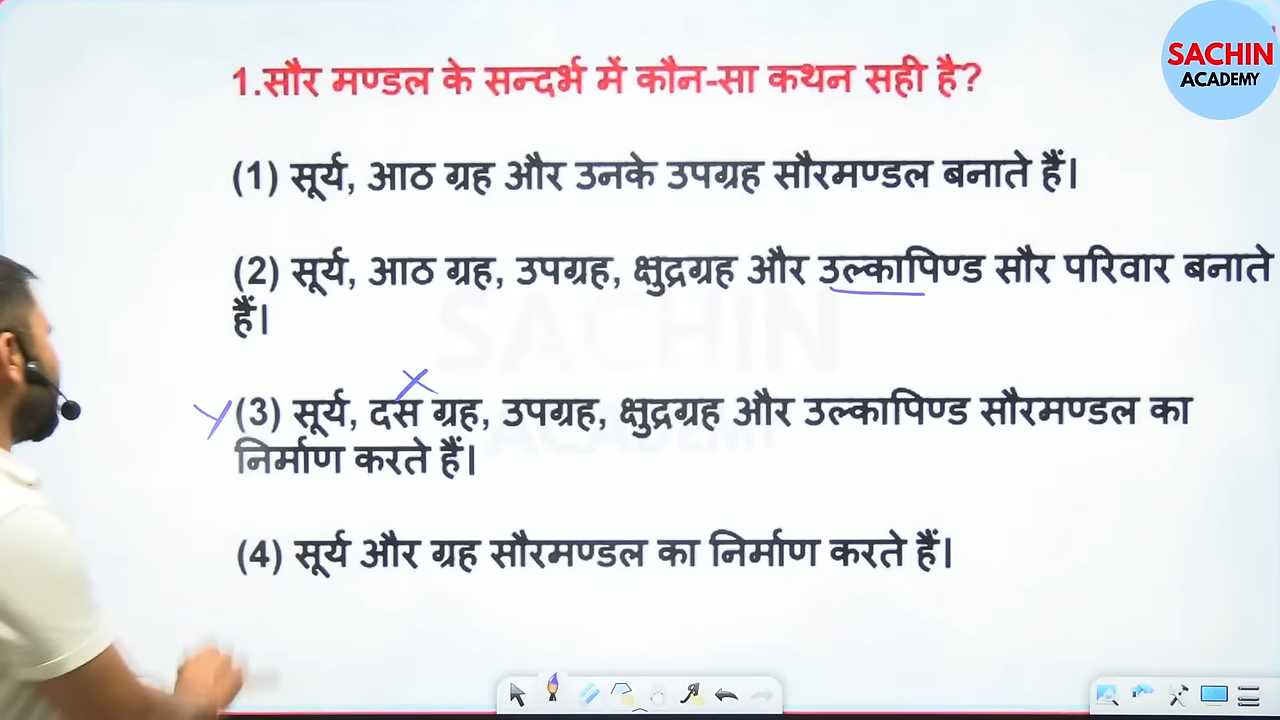 SACHIN
ACADEMY
1.सौर मण्डल के सन्दर्भ में कौन-सा कथन सही है?
(1) सूर्य, आठ ग्रह और उनके उपग्रह सौरमण्डल बनाते हैं।
(2) सूर्य, आठ ग्रह, उपग्रह, क्षुद्रग्रह और उल्कापिण्ड सौर परिवार बनाते
हैं।
(3) सूर्य, दस ग्रह, उपग्रह, क्षुद्रग्रह और उल्कापिण्ड सौरमण्डल का
निर्माण करते हैं।
(4) सूर्य और ग्रह सौरमण्डल का निर्माण करते हैं।
SACHIN
ACADEMY